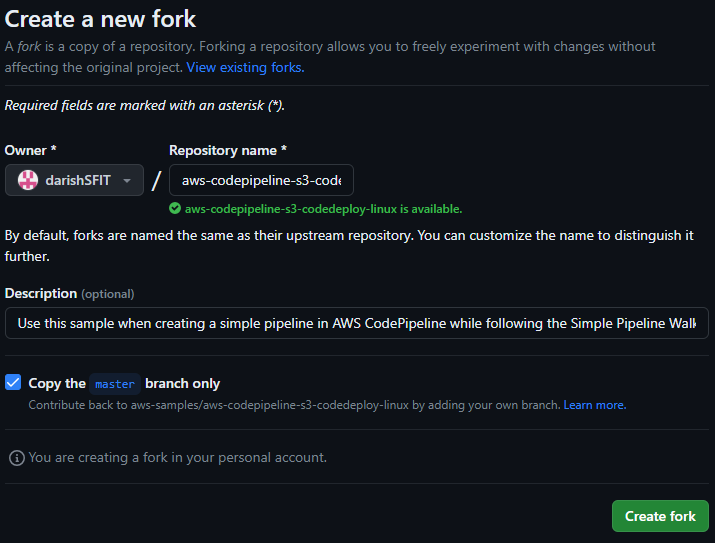 Create a new fork
A fork is a copy of a repository. Forking a repository allows you to freely experiment with changes without
affecting the original project. View existing forks.
Required fields are marked with an asterisk (*).
Owner * Repository name *
darishSFIT / aws-codepipeline-s3-code
aws-codepipeline-s3-codedeploy-linux is available.
By default, forks are named the same as their upstream repository. You can customize the name to distinguish it
further.
Description (optional)
Use this sample when creating a simple pipeline in AWS CodePipeline while following the Simple Pipeline Walk
Copy the master branch only
Contribute back to aws-samples/aws-codepipeline-s3-codedeploy-linux by adding your own branch. Learn more.
You are creating a fork in your personal account.
Create fork